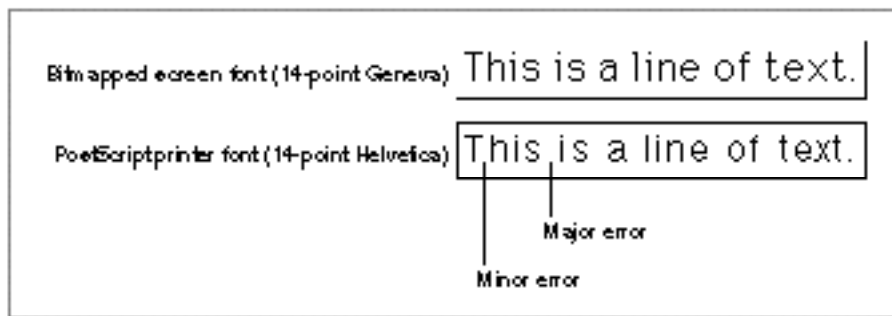 Bitmapped screen font (14-point Geneva) This is a line of text.
PostScript printer font (14-point Helvetica) This is a line of text.
Major error
Minor error